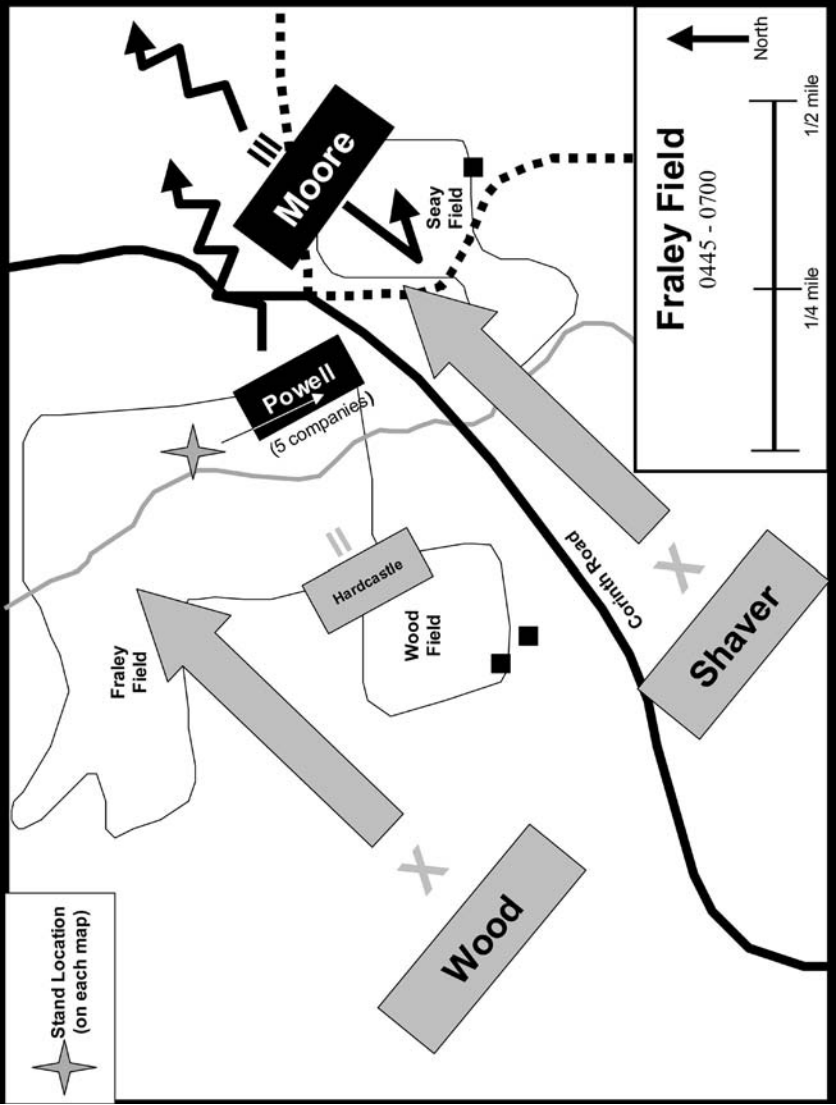 Stand Location
(on each map)
Fraley
Field
Wood
Field
Hardcastle
Powell
(5 companies)
Moore
Seay
Field
Corinth Road
Wood
Shaver
X
X
Fraley Field
0445 - 0700
1/4 mile
1/2 mile
North